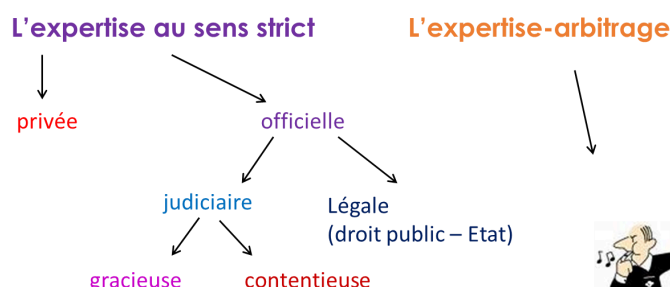 L'expertise au sens strict
L'expertise-arbitrage
privée
officielle
judiciaire
Légale
(droit public – Etat)
gracieuse
contentieuse